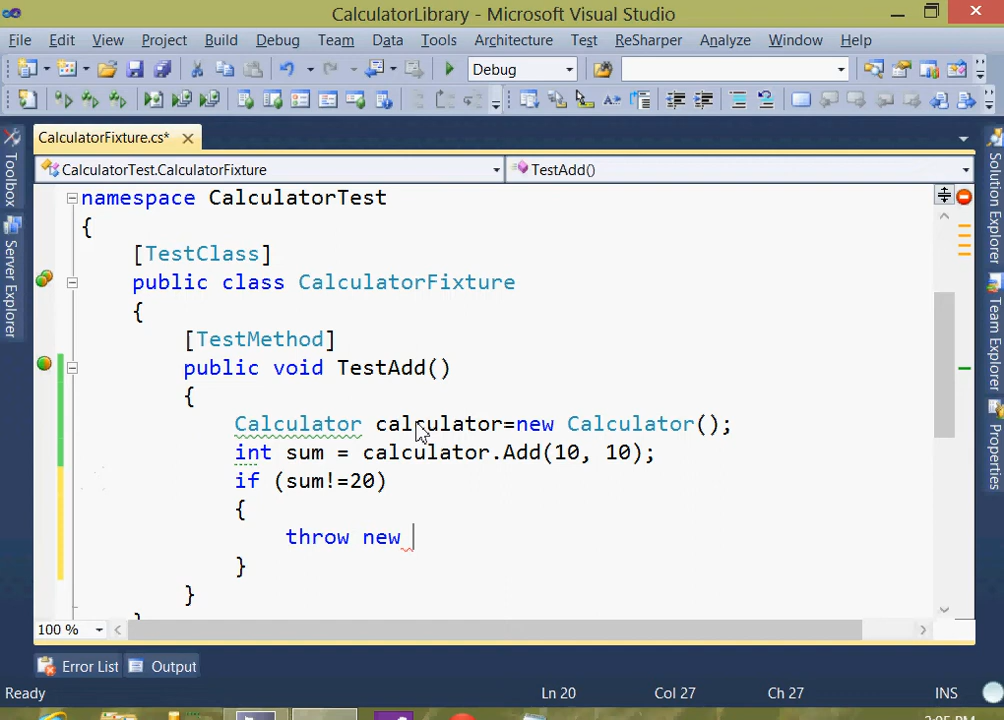 CalculatorLibrary - Microsoft Visual Studio
File Edit View Project Build Debug Team Data Tools Architecture Test ReSharper Analyze Window Help
Debug
CalculatorFixture.cs*
CalculatorTest.CalculatorFixture TestAdd()
Toolbox
Server Explorer
namespace CalculatorTest
{
[TestClass]
public class CalculatorFixture
{
[TestMethod]
public void TestAdd()
{
Calculator calculator=new Calculator();
int sum = calculator.Add(10, 10);
if (sum!=20)
{
throw new
}
}
Solution Explorer
Team Explorer
Properties
100 %
Error List Output
Ready Ln 20 Col 27 Ch 27 INS